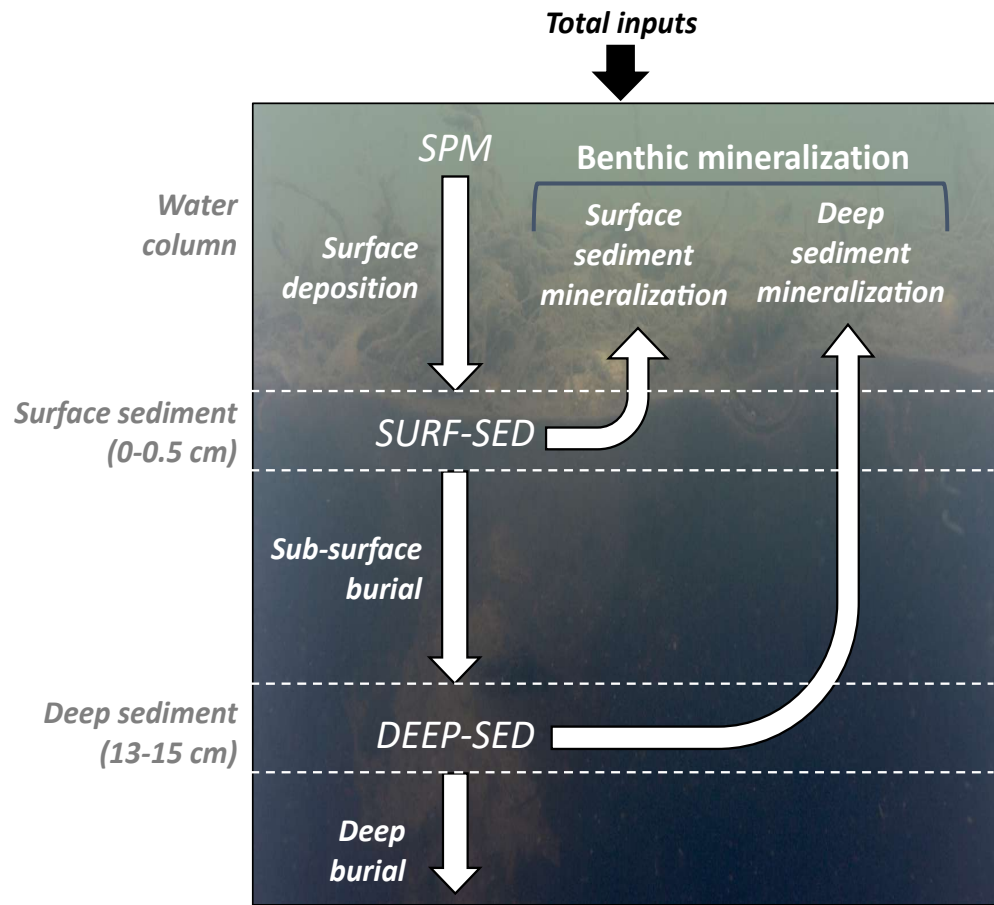 Total inputs
SPM
Benthic mineralization
Water
column
Surface
deposition
Surface
sediment
mineralization
Deep
sediment
mineralization
Surface sediment
(0-0.5 cm)
SURF-SED
Sub-surface
burial
Deep sediment
(13-15 cm)
DEEP-SED
Deep
burial